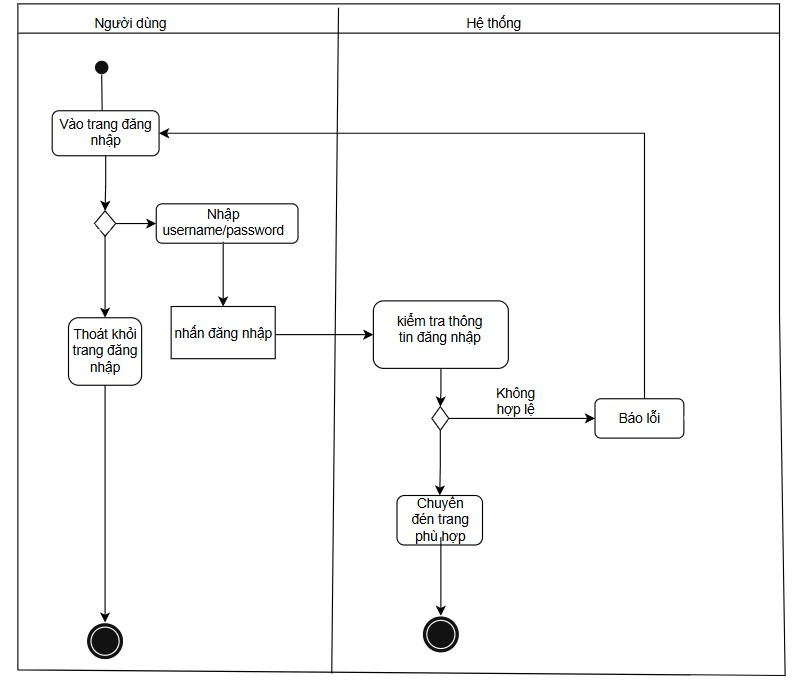 Người dùng
Hệ thống
Vào trang đăng
nhập
Nhập
username/password
Thoát khỏi
trang đăng
nhập
nhấn đăng nhập
kiểm tra thông
tin đăng nhập
Không
hợp lệ
Báo lỗi
Chuyển
đén trang
phù hợp